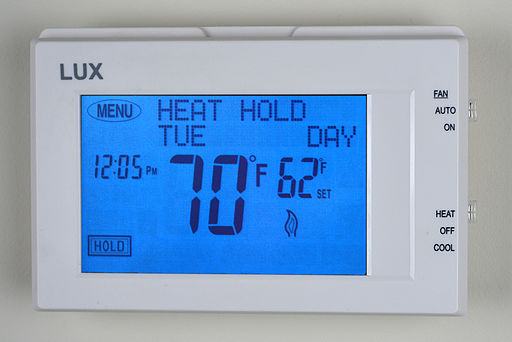 LUX
MENU HEAT HOLD
TUE DAY
12:05 PM 70°F 62°F
SET
HOLD
FAN
AUTO
ON
HEAT
OFF
COOL